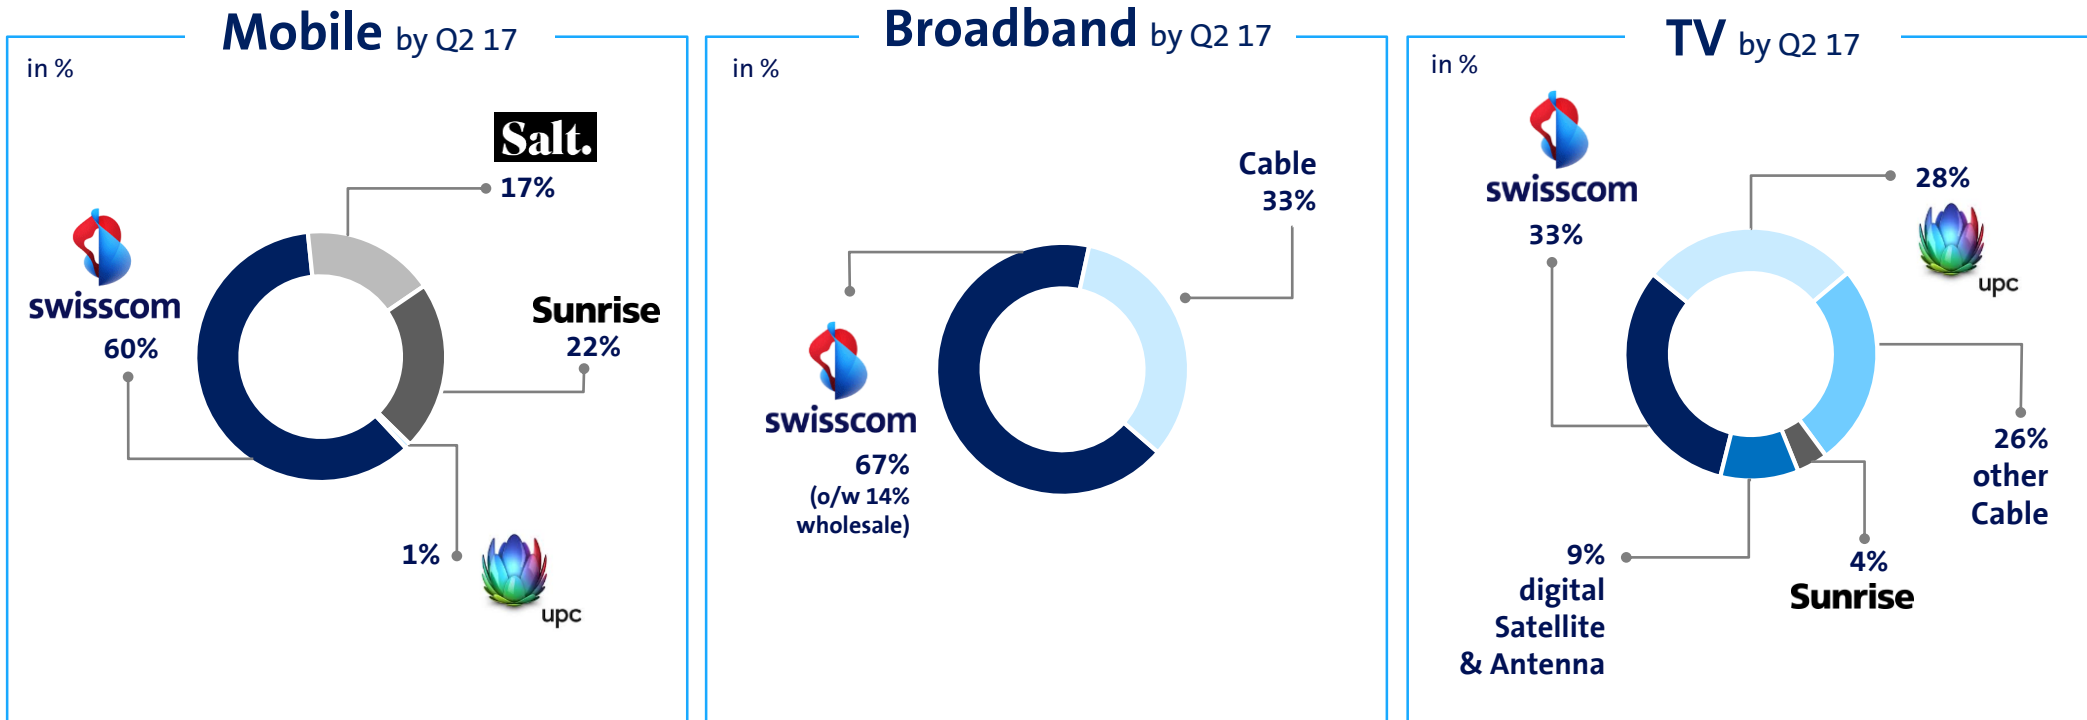 Mobile by Q2 17
in %
Salt.
17%
swisscom
60%
Sunrise
22%
1%
upc
Broadband by Q2 17
in %
Cable
33%
swisscom
67%
(o/w 14%
wholesale)
TV by Q2 17
in %
swisscom
33%
28%
upc
26%
other
Cable
4%
Sunrise
9%
digital
Satellite
& Antenna